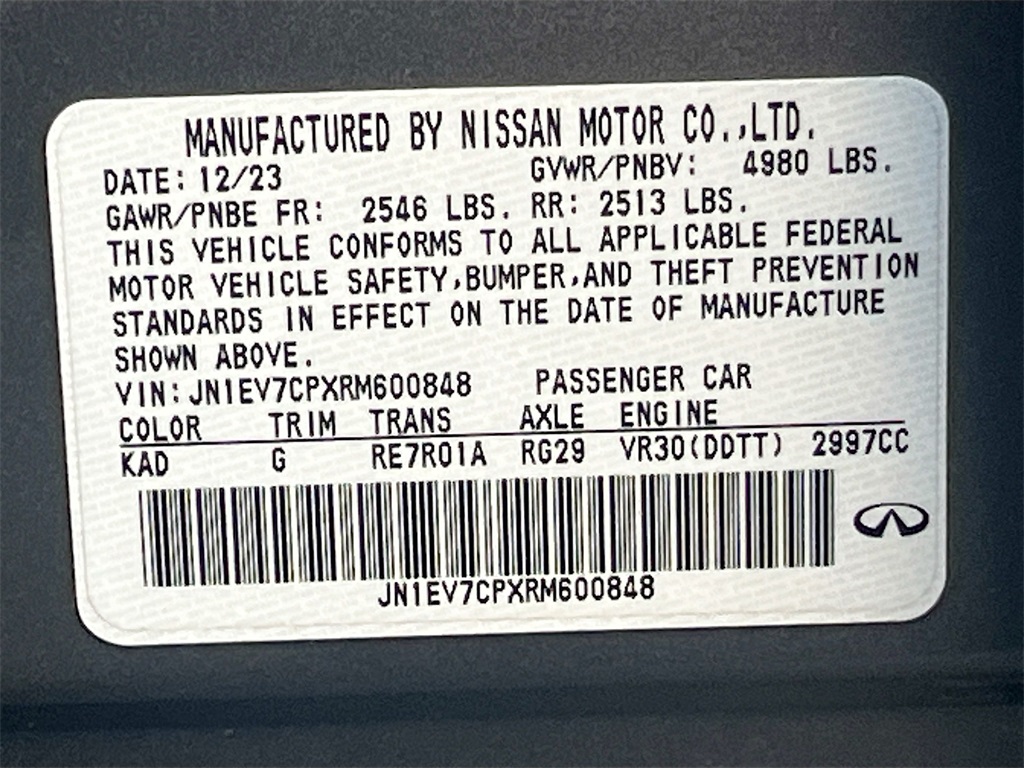 MANUFACTURED BY NISSAN MOTOR CO.,LTD.
DATE: 12/23 GVWR/PNBV: 4980 LBS.
GAWR/PNBE FR: 2546 LBS. RR: 2513 LBS.
THIS VEHICLE CONFORMS TO ALL APPLICABLE FEDERAL
MOTOR VEHICLE SAFETY,BUMPER,AND THEFT PREVENTION
STANDARDS IN EFFECT ON THE DATE OF MANUFACTURE
SHOWN ABOVE.
VIN:JN1EV7CPXRM600848 PASSENGER CAR
COLOR TRIM TRANS AXLE ENGINE
KAD G RE7R01A RG29 VR30(DDTT) 2997CC
JN1EV7CPXRM600848